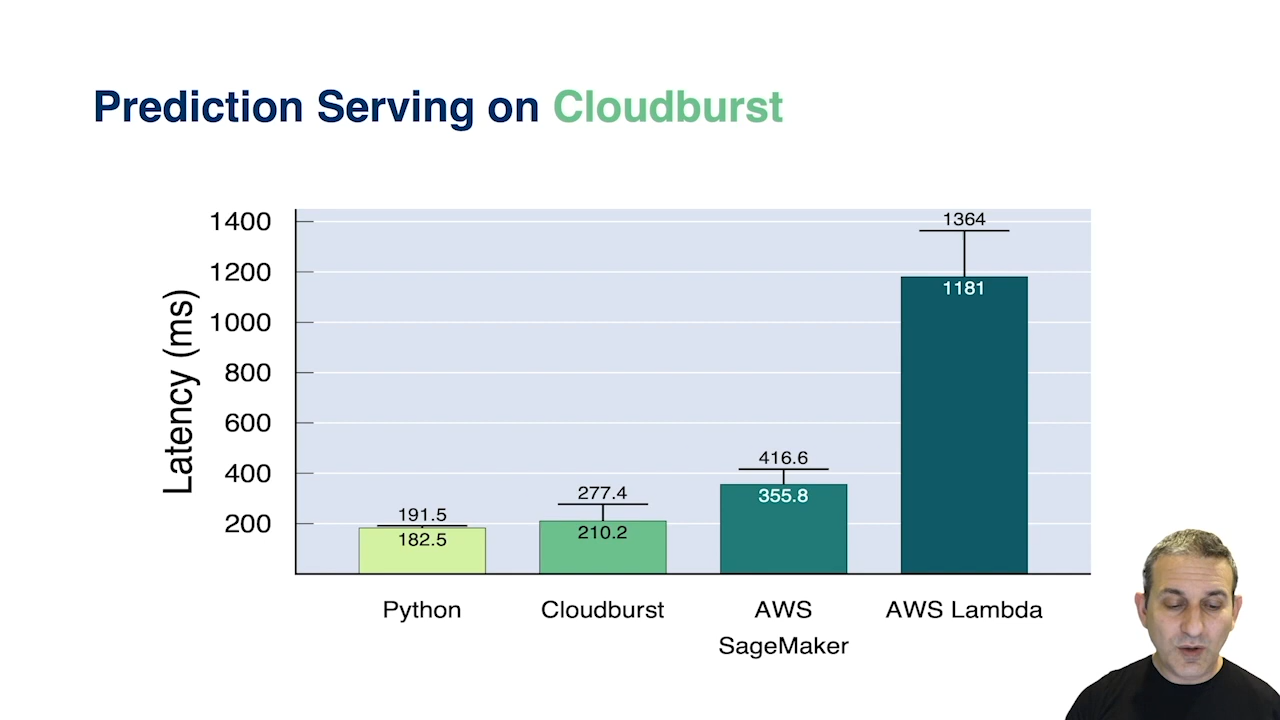 Prediction Serving on Cloudburst
Latency (ms)
1400
1200
1000
800
600
400
200
191.5
182.5
277.4
210.2
416.6
355.8
1364
1181
Python
Cloudburst
AWS
SageMaker
AWS Lambda